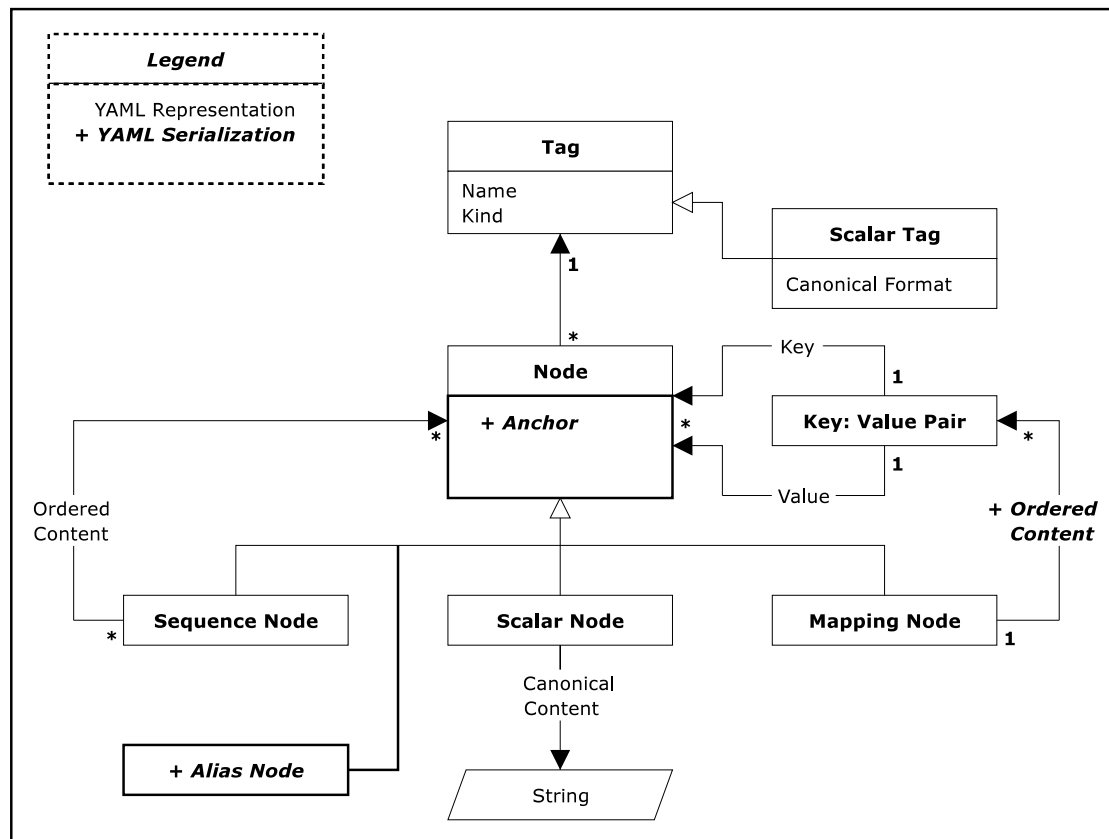 Legend
YAML Representation
+ YAML Serialization
Tag
Name
Kind
Scalar Tag
Canonical Format
1
*
Node
+ Anchor
Key
1
Key: Value Pair
*
*
*
1
Value
Ordered
Content
+ Ordered
Content
Sequence Node
*
Scalar Node
Mapping Node
1
Canonical
Content
+ Alias Node
String